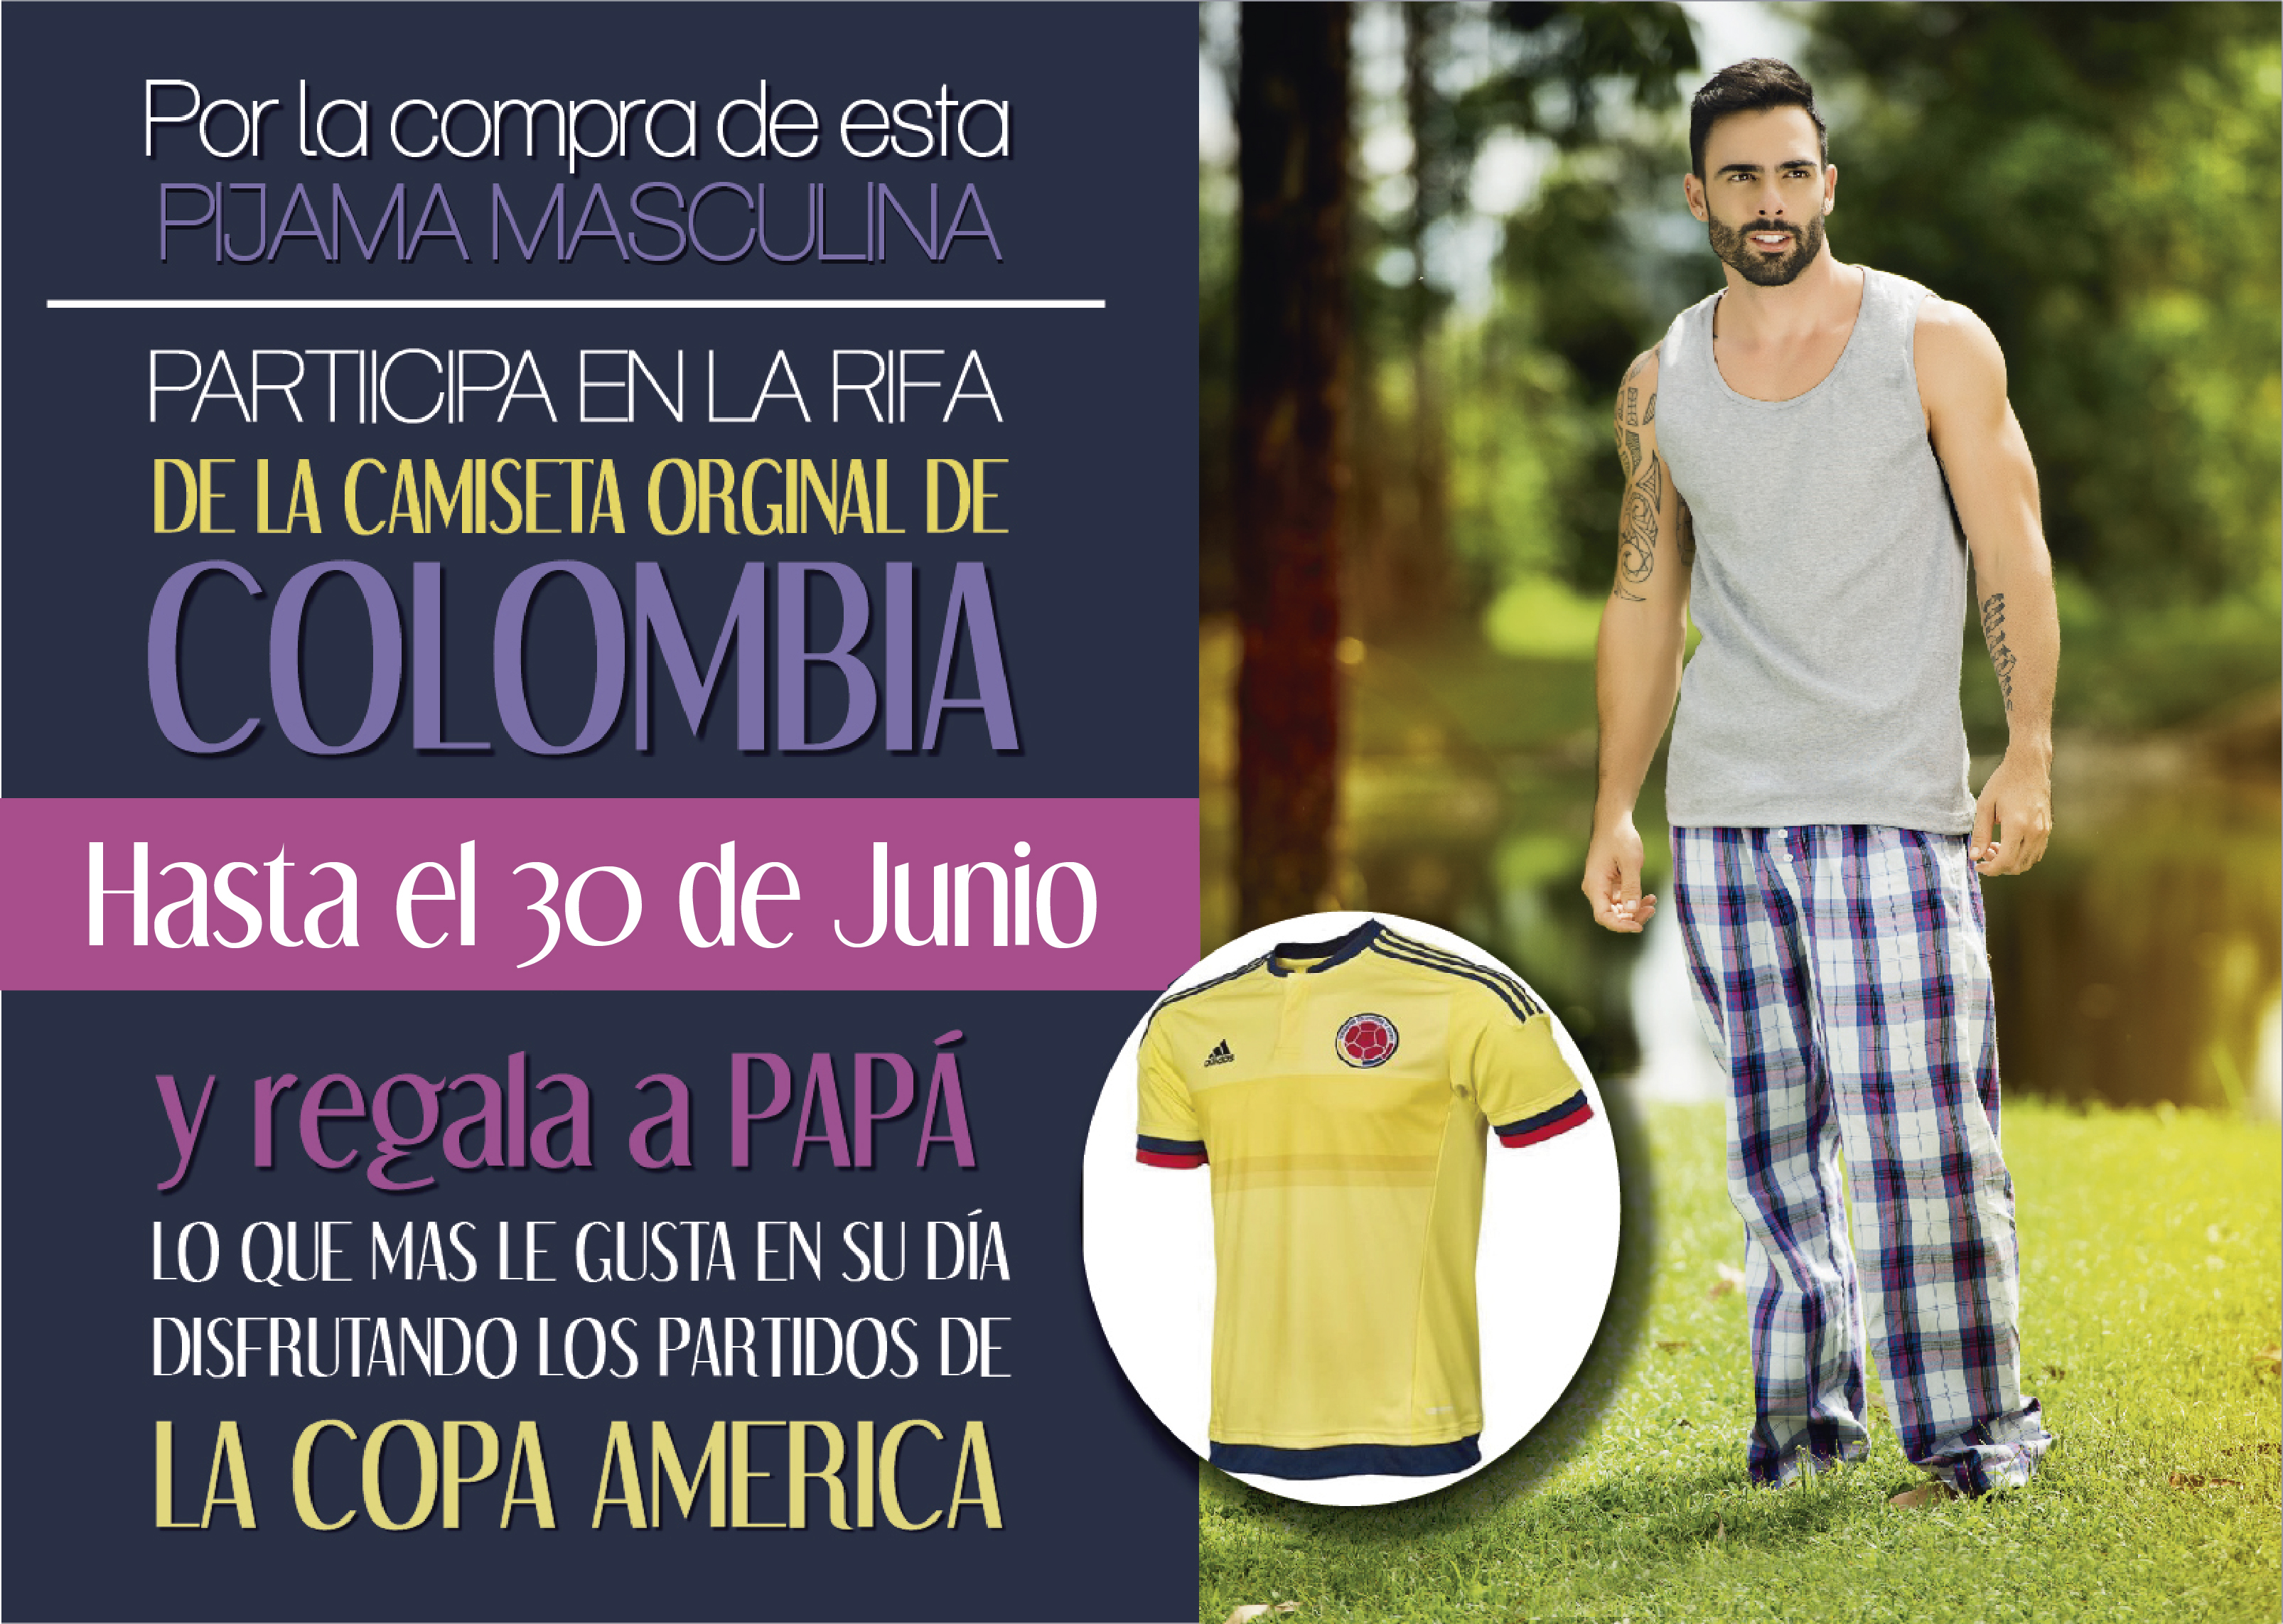 Por la compra de esta
PIJAMA MASCULINA
PARTIICIPA EN LA RIFA
DE LA CAMISETA ORGINAL DE
COLOMBIA
Hasta el 30 de Junio
y regala a PAPÁ
LO QUE MAS LE GUSTA EN SU DÍA
DISFRUTANDO LOS PARTIDOS DE
LA COPA AMERICA
adidas